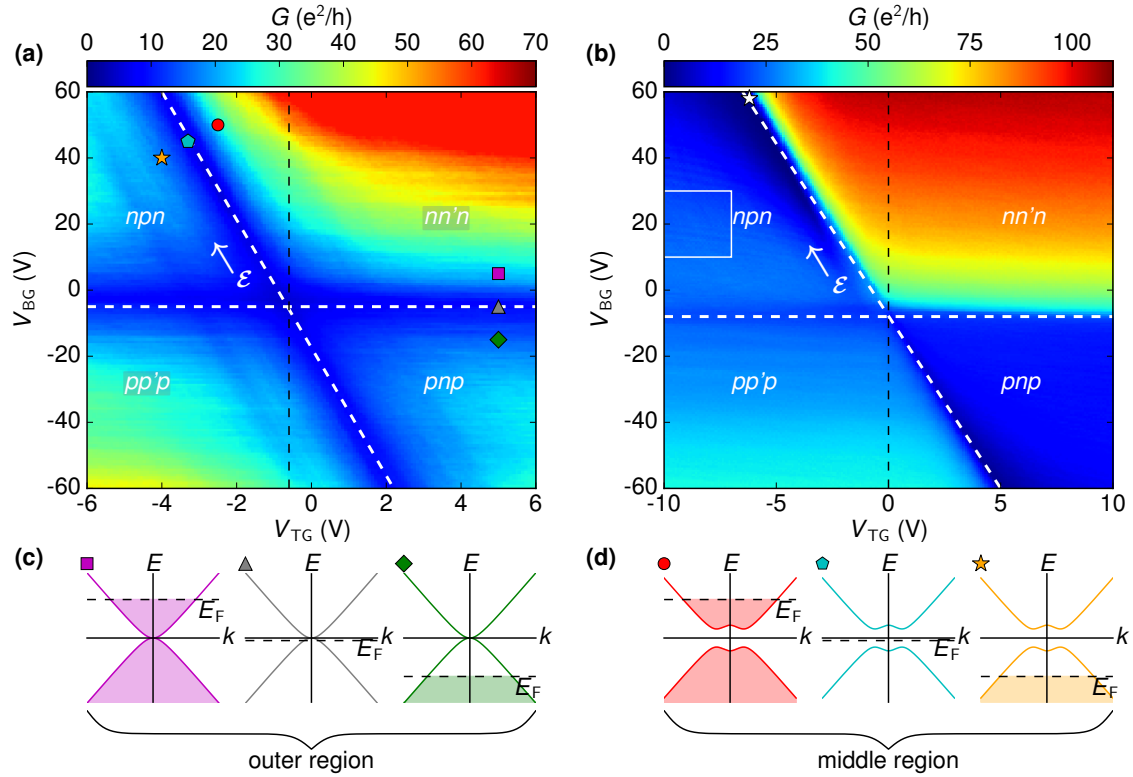 G (e²/h)
G (e²/h)
(a)
0 10 20 30 40 50 60 70
(b)
0 25 50 75 100
V_BG (V)
60
40
20
0
-20
-40
-60
npn
nn'n
ε
pp'p
pnp
-6 -4 -2 0 2 4 6
V_TG (V)
V_BG (V)
60
40
20
0
-20
-40
-60
npn
nn'n
ε
pp'p
pnp
-10 -5 0 5 10
V_TG (V)
(c)
E E E
E_F k
E_F k
E_F
outer region
(d)
E E E
E_F k
E_F k
E_F
middle region